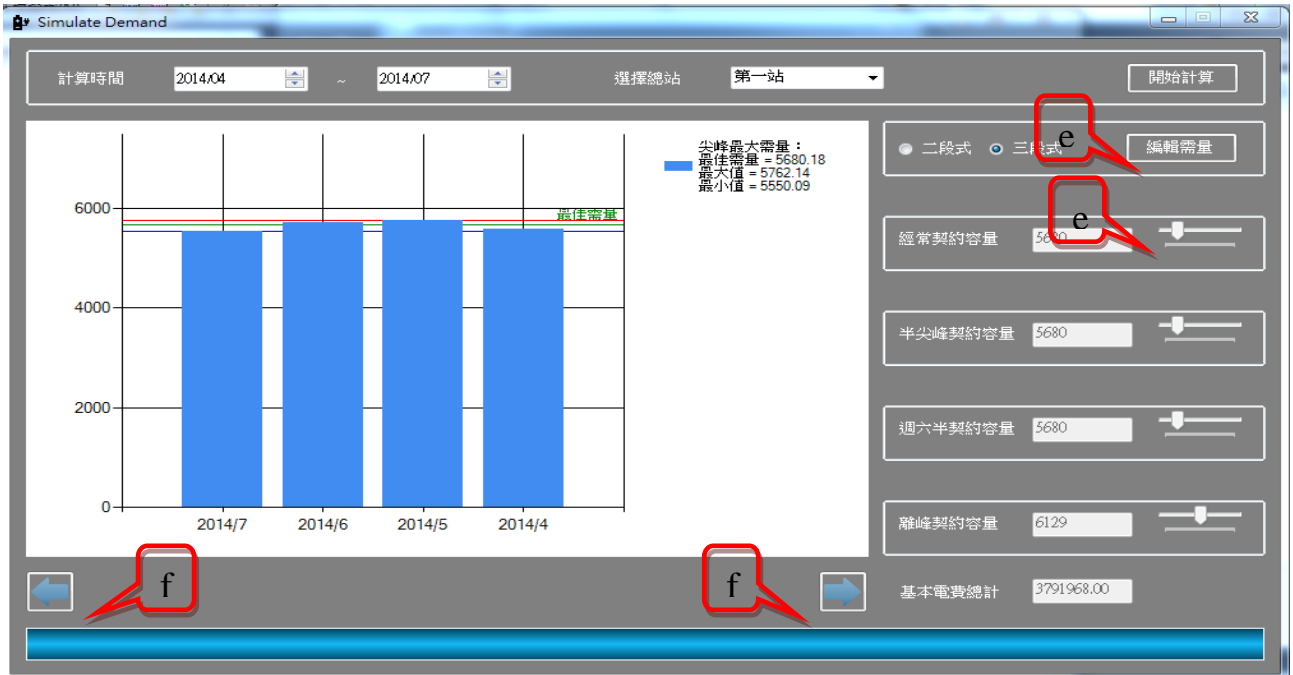 Simulate Demand
計算時間 2014/04 ~ 2014/07 選擇總站 第一站 開始計算
e
二段式 三段式 編輯需量
尖峰最大需量：
最佳需量 = 5680.18
最大值 = 5762.14
最小值 = 5550.09
最佳需量
6000
4000
2000
0
2014/7 2014/6 2014/5 2014/4
e
經常契約容量 5680
半尖峰契約容量 5680
週六半契約容量 5680
離峰契約容量 6129
f
f
基本電費總計 3791968.00